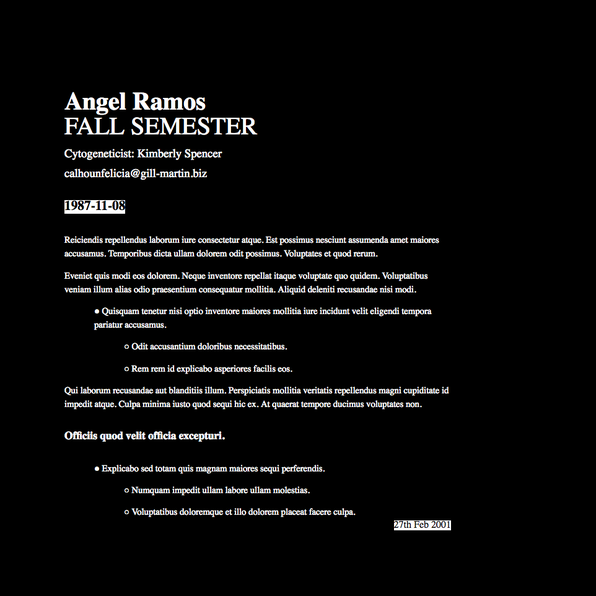 Angel Ramos
FALL SEMESTER
Cytogeneticist: Kimberly Spencer
calhounfelicia@gill-martin.biz
1987-11-08
Reiciendis repellendus laborum iure consectetur atque. Est possimus nesciunt assumenda amet maiores
accusamus. Temporibus dicta ullam dolorem odit possimus. Voluptates et quod rerum.
Eveniet quis modi eos dolorem. Neque inventore repellat itaque voluptate quo quidem. Voluptatibus
veniam illum alias odio praesentium consequatur mollitia. Aliquid deleniti recusandae nisi modi.
● Quisquam tenetur nisi optio inventore maiores mollitia iure incidunt velit eligendi tempora
pariatur accusamus.
○ Odit accusantium doloribus necessitatibus.
○ Rem rem id explicabo asperiores facilis eos.
Qui laborum recusandae aut blanditiis illum. Perspiciatis mollitia veritatis repellendus magni cupiditate id
impedit atque. Culpa minima iusto quod sequi hic ex. At quaerat tempore ducimus voluptates non.
Officiis quod velit officia excepturi.
● Explicabo sed totam quis magnam maiores sequi perferendis.
○ Numquam impedit ullam labore ullam molestias.
○ Voluptatibus doloremque et illo dolorem placeat facere culpa.
27th Feb 2001